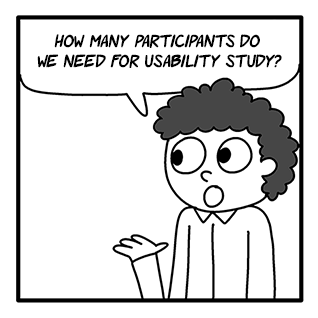 HOW MANY PARTICIPANTS DO
WE NEED FOR USABILITY STUDY?